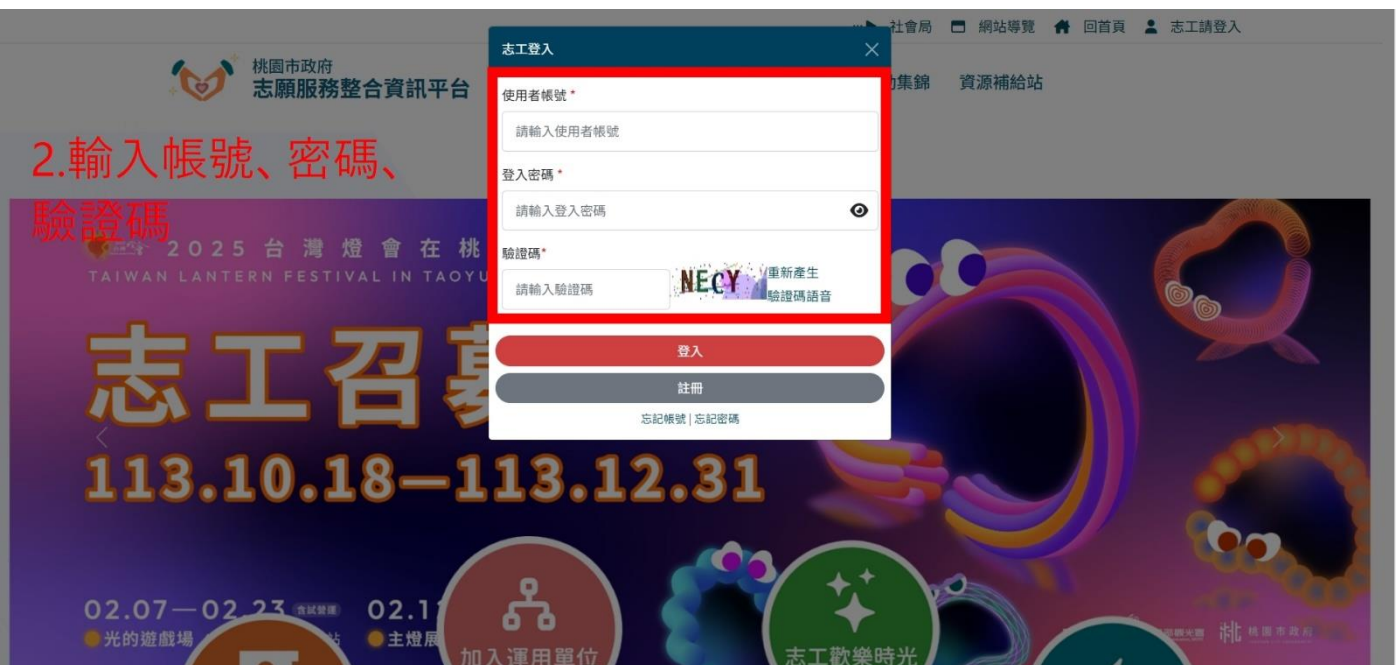 社會局 網站導覽 回首頁 志工請登入
桃園市政府
志願服務整合資訊平台
集錦 資源補給站
志工登入
使用者帳號 *
請輸入使用者帳號
登入密碼 *
請輸入登入密碼
驗證碼*
請輸入驗證碼
NECY
重新產生
驗證碼語音
登入
註冊
忘記帳號 | 忘記密碼
2.輸入帳號、密碼、
驗證碼
2025 台灣燈會在桃
TAIWAN LANTERN FESTIVAL IN TAOYU
志工召募
113.10.18—113.12.31
02.07—02.23 含試營運 02.1
光的遊戲場
主燈展
加入運用單位
志工歡樂時光
桃園市政府